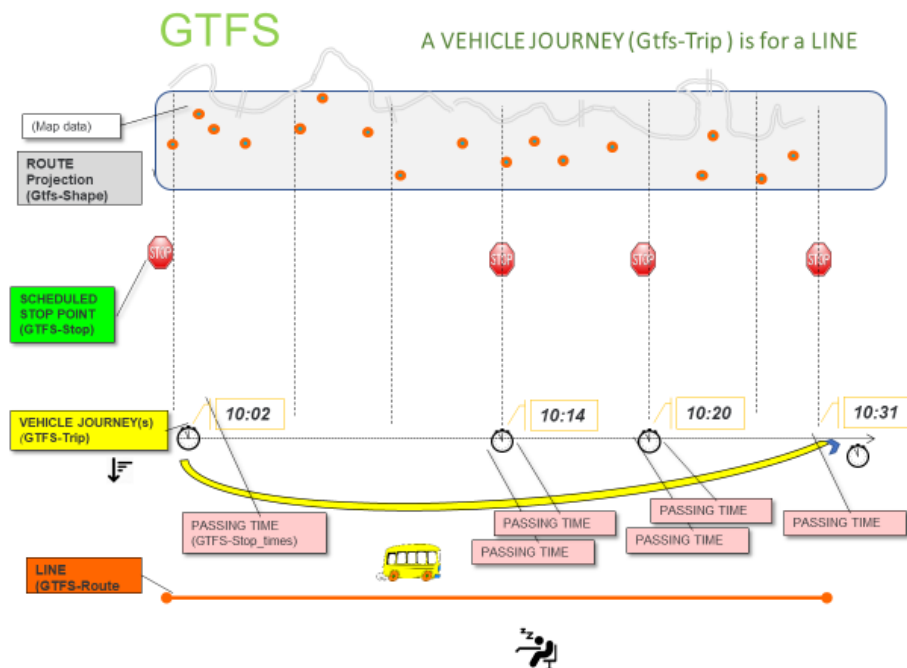 GTFS
A VEHICLE JOURNEY (Gtfs-Trip ) is for a LINE
(Map data)
ROUTE
Projection
(Gtfs-Shape)
STOP
STOP
STOP
STOP
SCHEDULED
STOP POINT
(GTFS-Stop)
VEHICLE JOURNEY(s)
(GTFS-Trip)
10:02
10:14
10:20
10:31
PASSING TIME
(GTFS-Stop_times)
PASSING TIME
PASSING TIME
PASSING TIME
PASSING TIME
PASSING TIME
LINE
(GTFS-Route
zz